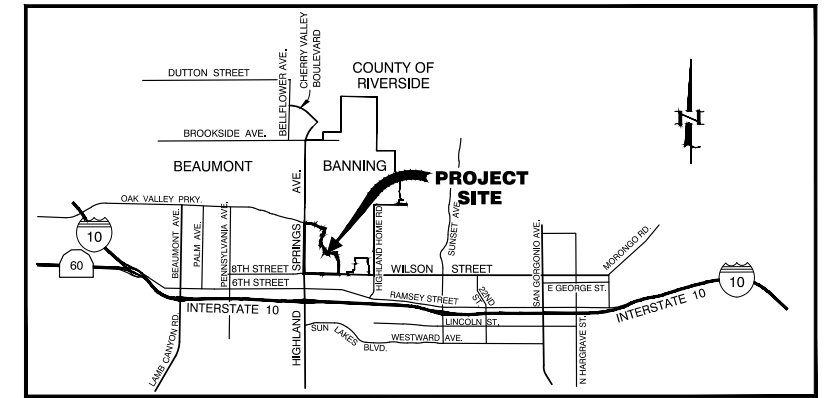 DUTTON STREET
BELLFLOWER AVE.
CHERRY VALLEY
BOULEVARD
COUNTY OF
RIVERSIDE
BROOKSIDE AVE.
BEAUMONT
BANNING
N
PROJECT
SITE
OAK VALLEY PRKY.
10
60
BEAUMONT AVE.
PALM AVE.
PENNSYLVANIA AVE.
HIGHLAND SPRINGS AVE.
HIGHLAND HOME RD.
SUNSET AVE.
8TH STREET
6TH STREET
WILSON STREET
22ND
ST.
SAN GORGONIO AVE.
MORONGO RD.
E GEORGE ST.
RAMSEY STREET
INTERSTATE 10
INTERSTATE 10
10
LINCOLN ST.
SUN LAKES BLVD.
WESTWARD AVE.
N HARGRAVE ST.
LAMB CANYON RD.